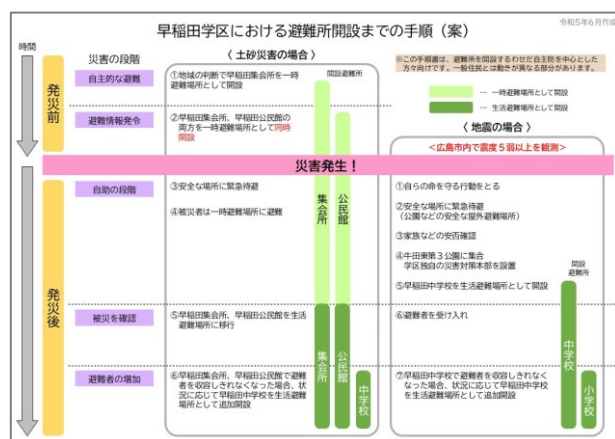 早稲田学区における避難所開設までの手順（案）
令和5年6月作成
時間
災害の段階
〈 土砂災害の場合 〉
※この手順書は、避難所を開設するわせだ自主防を中心とした
方々向けです。一般住民とは動きが異なる部分があります。
… 一時避難場所として開設
… 生活避難場所として開設
発災前
自主的な避難
①地域の判断で早稲田集会所を一時
避難場所として開設
開設避難所
避難情報発令
②早稲田集会所、早稲田公民館の
両方を一時避難場所として同時
開設
〈 地震の場合 〉
＜広島市内で震度5弱以上を観測＞
災害発生！
発災後
自助の段階
③安全な場所に緊急待避
④被災者は一時避難場所に避難
集会所
公民館
①自らの命を守る行動をとる
②安全な場所に緊急待避
（公園などの安全な屋外避難場所）
③家族などの安否確認
④牛田東第3公園に集合
学区独自の災害対策本部を設置
⑤早稲田中学校を生活避難場所として開設
開設
避難所
被災を確認
⑤早稲田集会所、早稲田公民館を生活
避難場所に移行
集会所
公民館
⑥避難者を受け入れ
中学校
避難者の増加
⑥早稲田集会所、早稲田公民館で避難
者を収容しきれなくなった場合、状
況に応じて早稲田中学校を生活避難
場所として追加開設
中学校
⑦早稲田中学校で避難者を収容しきれなく
なった場合、状況に応じて早稲田中学校
を生活避難場所として追加開設
小学校